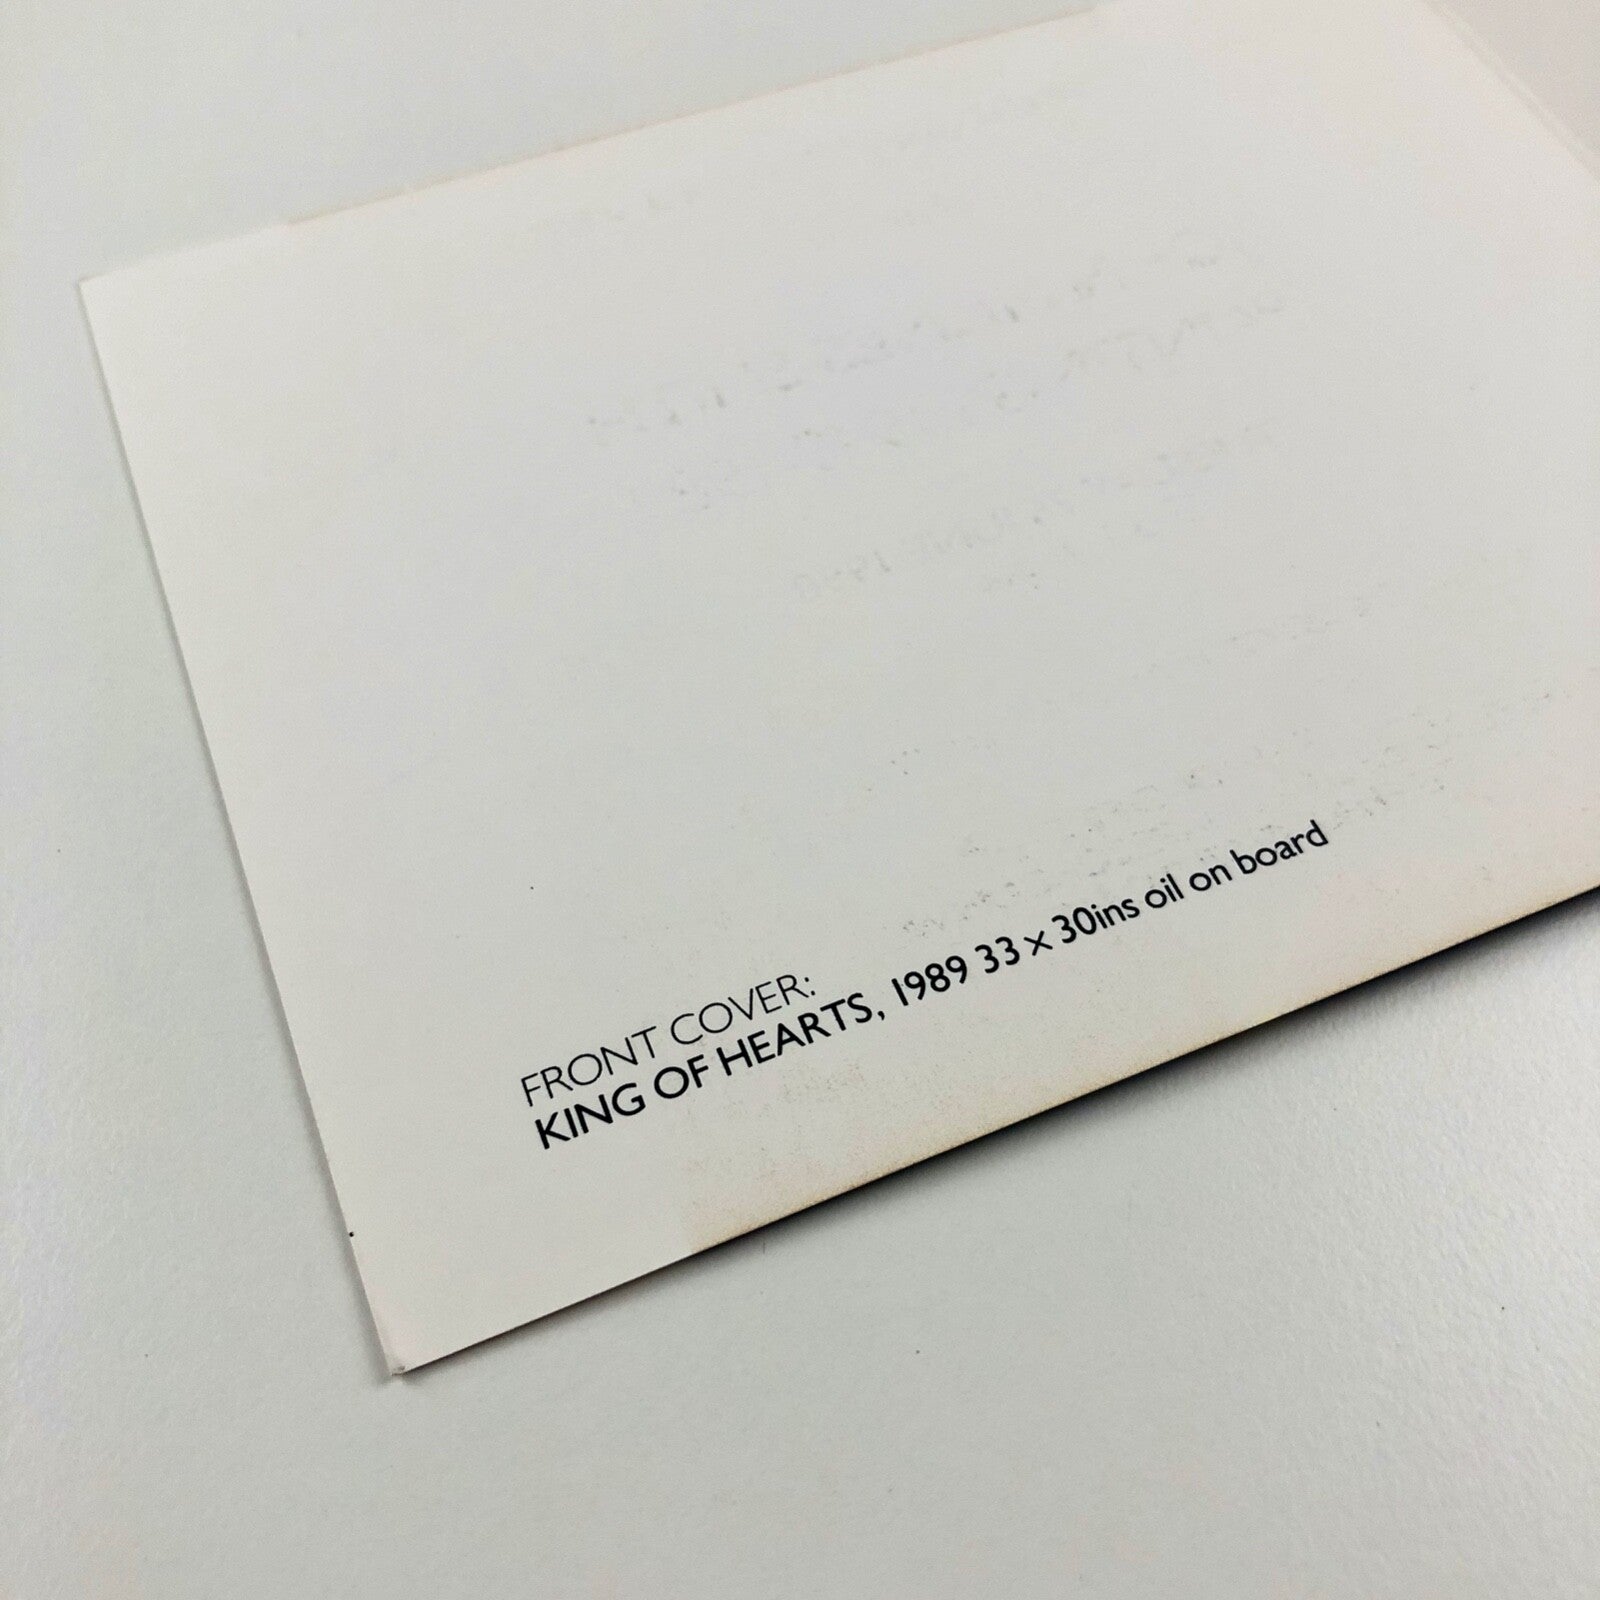 FRONT COVER:
KING OF HEARTS, 1989 33 × 30ins oil on board